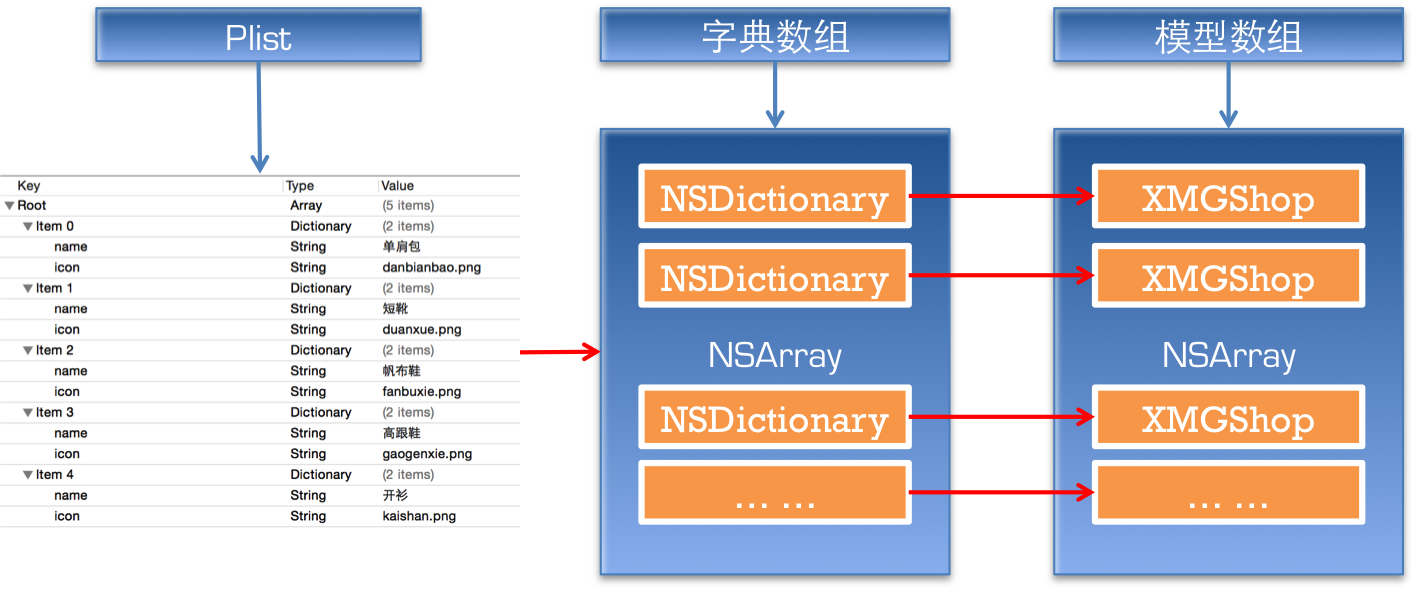 Plist
字典数组
模型数组
Key Type Value
Root Array (5 items)
Item 0 Dictionary (2 items)
name String 单肩包
icon String danbianbao.png
Item 1 Dictionary (2 items)
name String 短靴
icon String duanxue.png
Item 2 Dictionary (2 items)
name String 帆布鞋
icon String fanbuxie.png
Item 3 Dictionary (2 items)
name String 高跟鞋
icon String gaogenxie.png
Item 4 Dictionary (2 items)
name String 开衫
icon String kaishan.png
NSDictionary
NSDictionary
NSArray
NSDictionary
... ...
XMGShop
XMGShop
NSArray
XMGShop
... ...